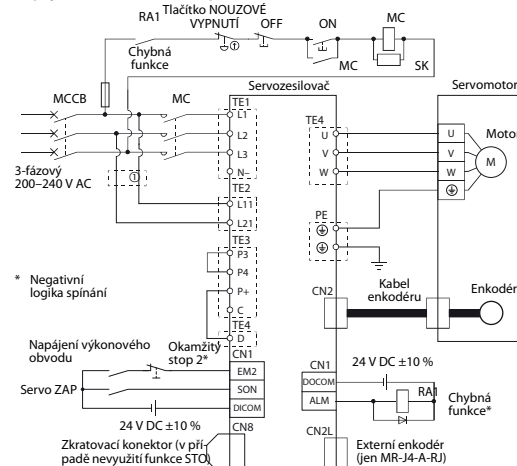 RA1
Tlačítko NOUZOVÉ
VYPNUTÍ
OFF
ON
MC
Chybná
funkce
①
MC
SK
MCCB
MC
Servozesilovač
Servomotor
TE1
L1
L2
L3
N–
TE4
U
V
W
U
V
W
Motor
M
3-fázový
200–240 V AC
①
TE2
L11
L21
PE
TE3
P3
P4
P+
C
TE4
D
* Negativní
logika spínání
CN2
Kabel
enkodéru
Enkodér
Napájení výkonového
obvodu
Okamžitý
stop 2*
CN1
EM2
SON
DICOM
Servo ZAP
24 V DC ±10 %
CN1
DOCOM
ALM
24 V DC ±10 %
RA1
Chybná
funkce*
CN8
Zkratovací konektor (v pří-
padě nevyužití funkce STO)
CN2L
Externí enkodér
(jen MR-J4-A-RJ)